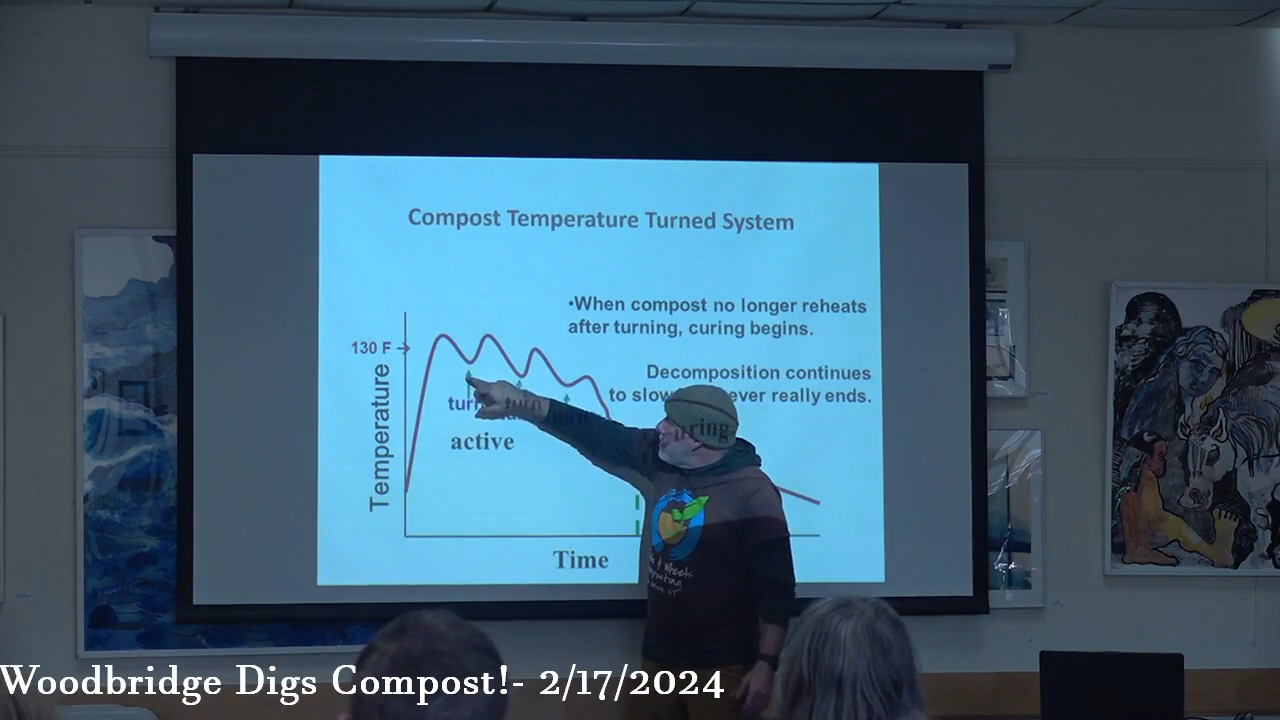 Compost Temperature Turned System
•When compost no longer reheats
after turning, curing begins.
Decomposition continues
to slow ever really ends.
130 F
Temperature
turn turn
active
Time
Wheels
Woodbridge Digs Compost!- 2/17/2024